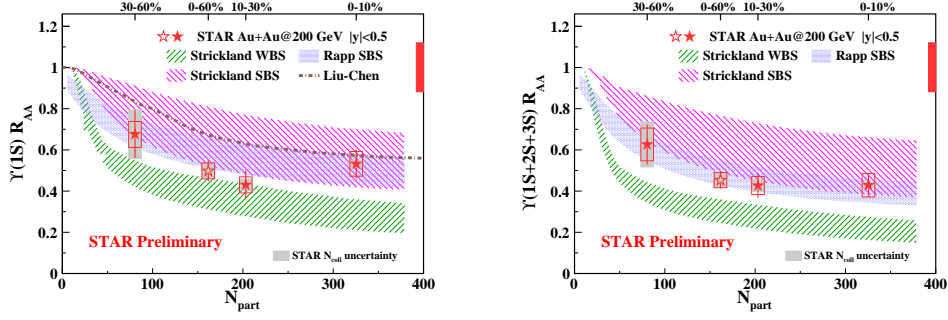 30-60% 0-60% 10-30% 0-10%
1.2
1
0.8
0.6
0.4
0.2
0
Υ(1S) R_AA
STAR Au+Au@200 GeV |y|<0.5
Strickland WBS Rapp SBS
Strickland SBS Liu-Chen
STAR Preliminary
STAR N_coll uncertainty
0 100 200 300 400
N_part
30-60% 0-60% 10-30% 0-10%
1.2
1
0.8
0.6
0.4
0.2
0
Υ(1S+2S+3S) R_AA
STAR Au+Au@200 GeV |y|<0.5
Strickland WBS Rapp SBS
Strickland SBS
STAR Preliminary
STAR N_coll uncertainty
0 100 200 300 400
N_part